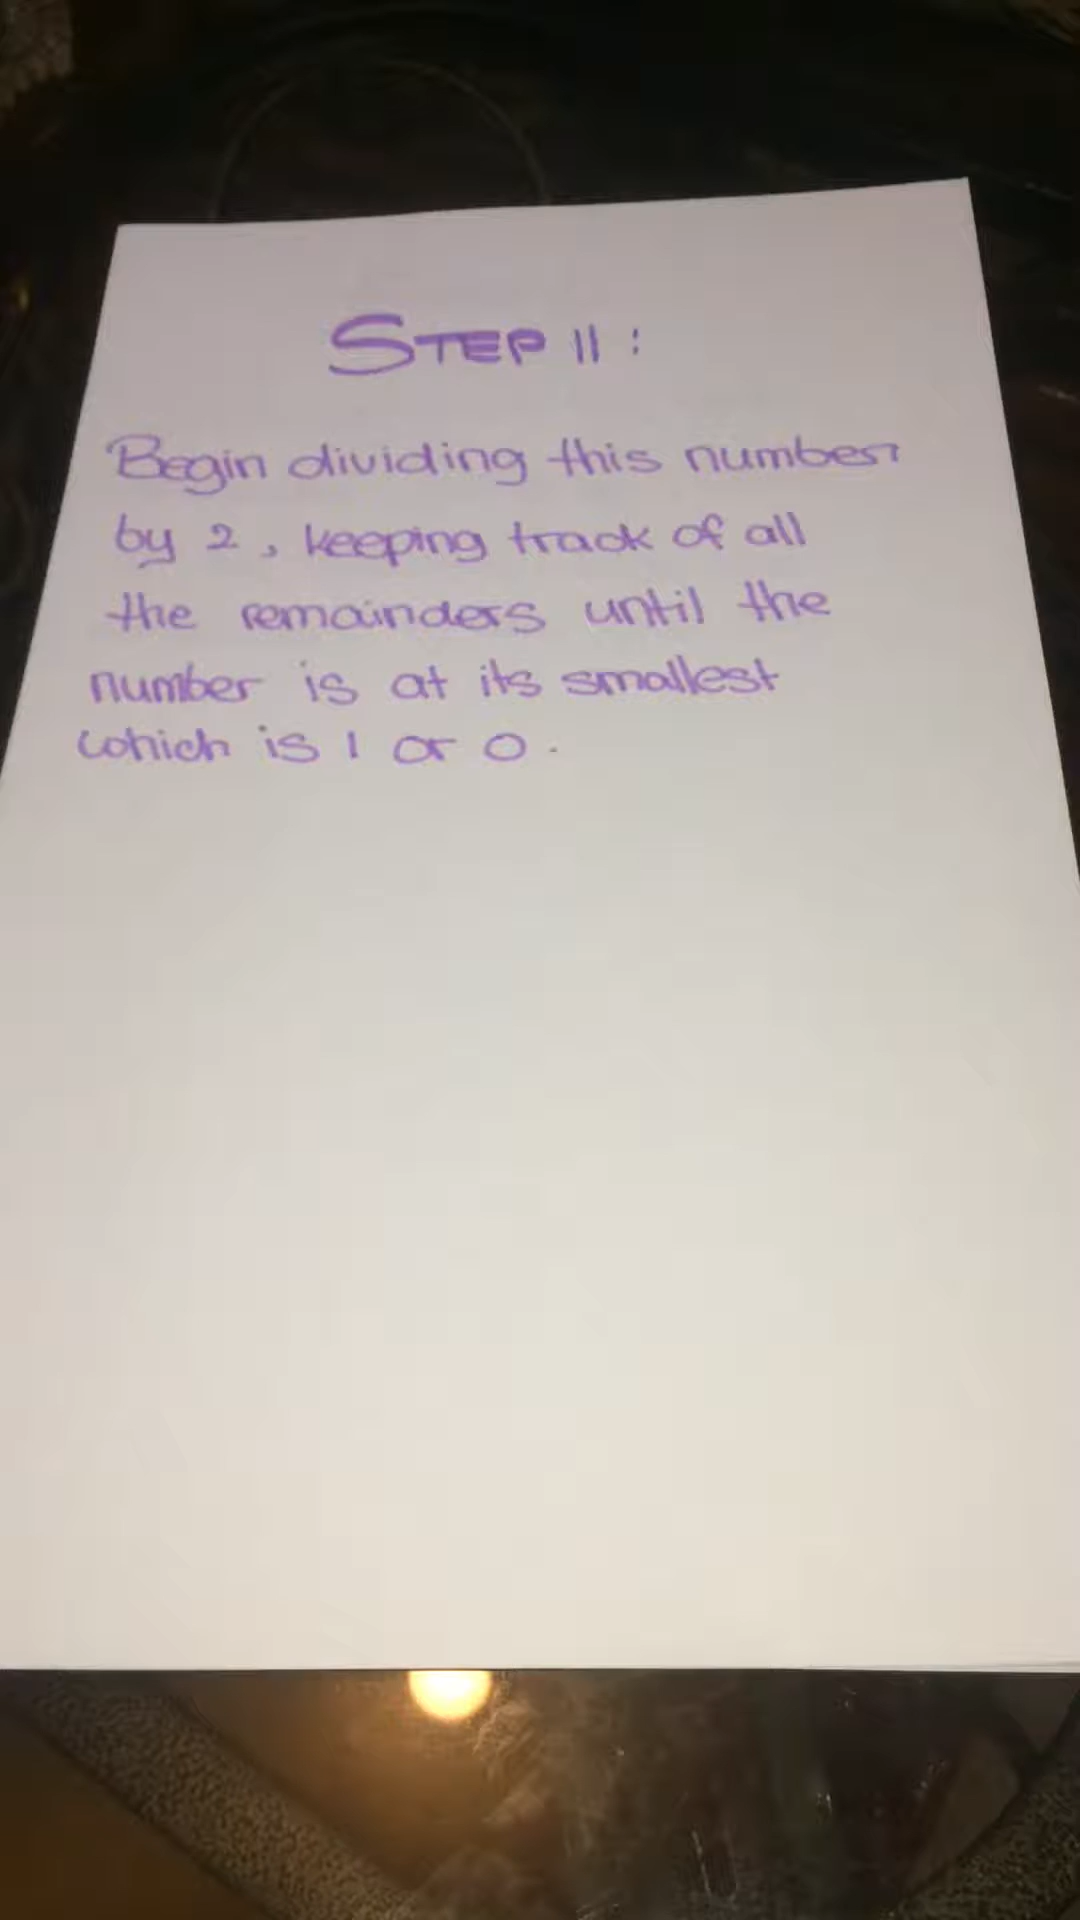 STEP II:
Begin dividing this number
by 2, keeping track of all
the remainders until the
number is at its smallest
which is 1 or 0.